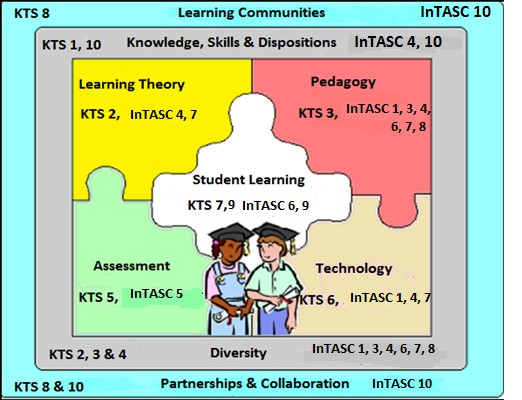 KTS 8 Learning Communities InTASC 10
KTS 1, 10 Knowledge, Skills & Dispositions InTASC 4, 10
Learning Theory
KTS 2, InTASC 4, 7
Pedagogy
KTS 3, InTASC 1, 3, 4,
6, 7, 8
Student Learning
KTS 7,9 InTASC 6, 9
Assessment
KTS 5, InTASC 5
Technology
KTS 6, InTASC 1, 4, 7
KTS 2, 3 & 4 Diversity InTASC 1, 3, 4, 6, 7, 8
KTS 8 & 10 Partnerships & Collaboration InTASC 10